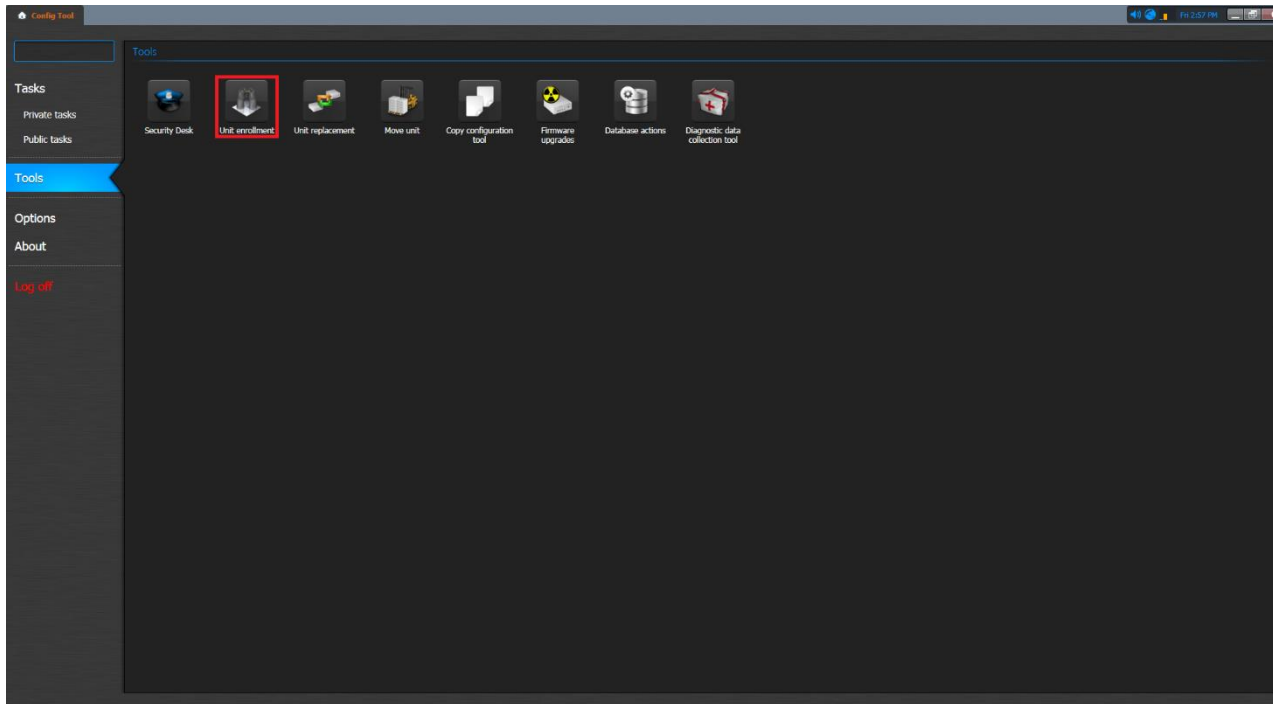 Config Tool
Fri 2:57 PM
Tools
Tasks
Private tasks
Public tasks
Tools
Options
About
Log off
Security Desk
Unit enrollment
Unit replacement
Move unit
Copy configuration
tool
Firmware
upgrades
Database actions
Diagnostic data
collection tool